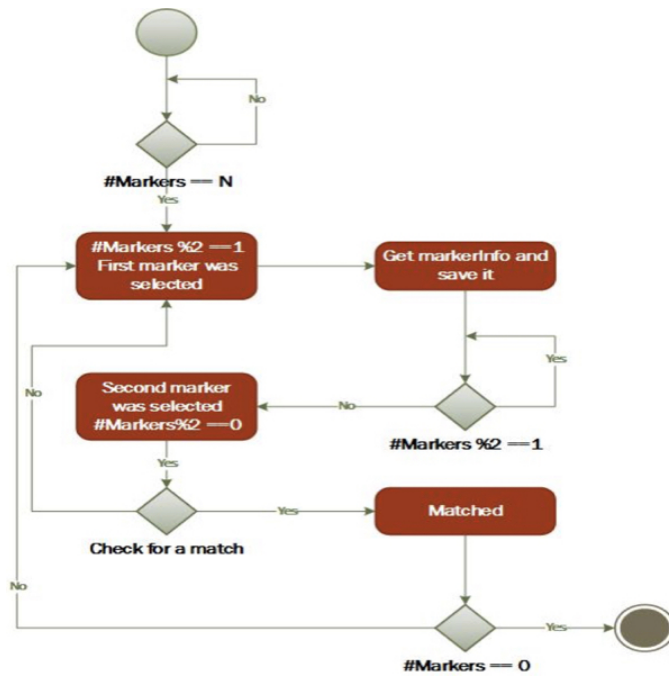 No
#Markers == N
Yes
#Markers %2 ==1
First marker was
selected
Get markerInfo and
save it
Yes
No
Second marker
was selected
#Markers%2 ==0
No
#Markers %2 ==1
Yes
Yes
Matched
Check for a match
No
Yes
#Markers == 0